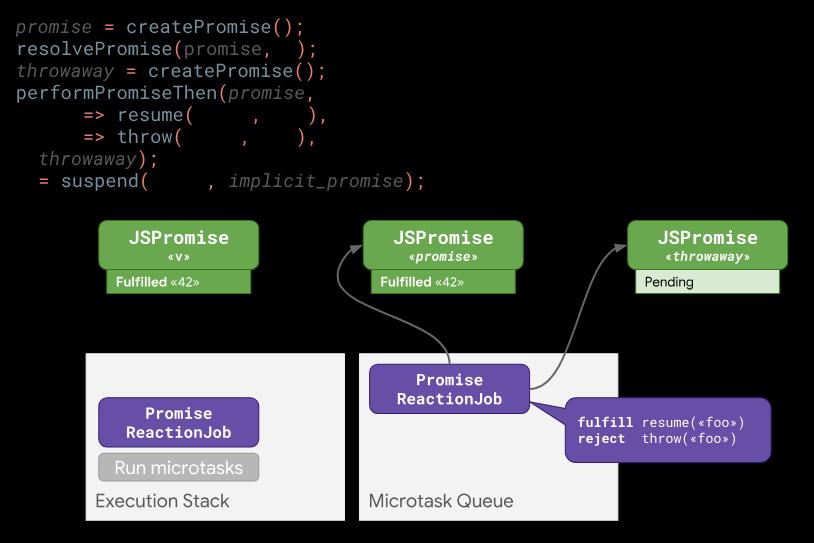 promise = createPromise();
resolvePromise(promise, );
throwaway = createPromise();
performPromiseThen(promise,
=> resume( , ),
=> throw( , ),
throwaway);
= suspend( , implicit_promise);
JSPromise
«v»
Fulfilled «42»
JSPromise
«promise»
Fulfilled «42»
JSPromise
«throwaway»
Pending
Promise
ReactionJob
Run microtasks
Execution Stack
Promise
ReactionJob
Microtask Queue
fulfill resume(«foo»)
reject throw(«foo»)